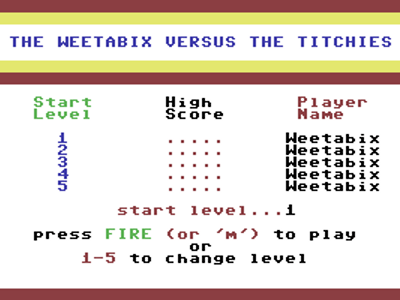 THE WEETABIX VERSUS THE TITCHIES
Start High Player
Level Score Name
1 ..... Weetabix
2 ..... Weetabix
3 ..... Weetabix
4 ..... Weetabix
5 ..... Weetabix
start level...1
press FIRE (or 'm') to play
or
1-5 to change level